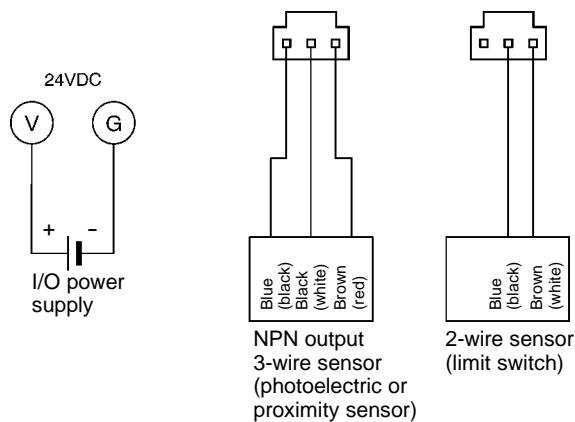 24VDC
V
G
+
−
I/O power
supply
Blue
(black)
Black
(white)
Brown
(red)
NPN output
3-wire sensor
(photoelectric or
proximity sensor)
Blue
(black)
Brown
(white)
2-wire sensor
(limit switch)